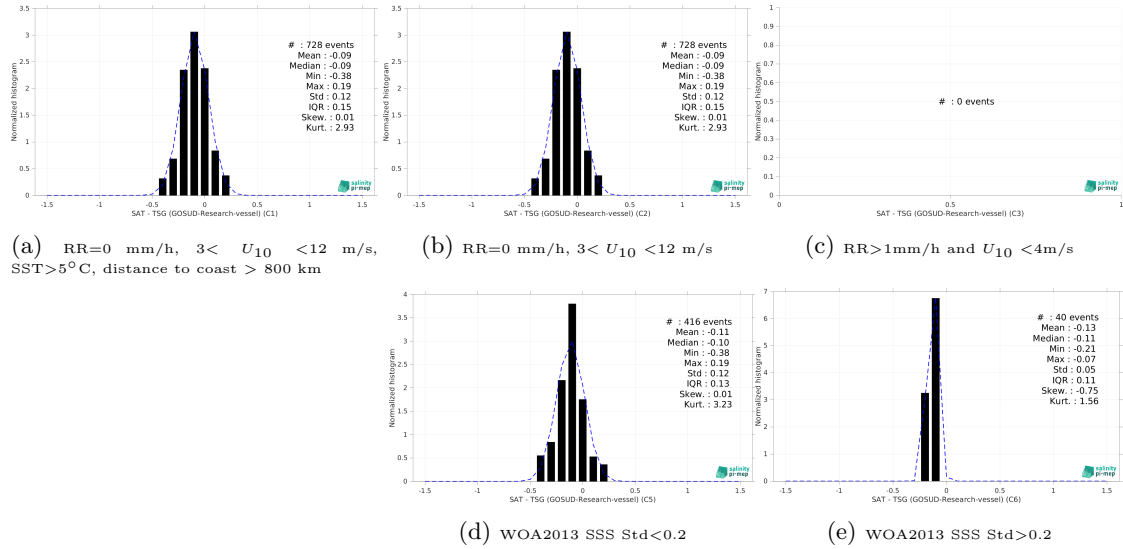 3.5
3
2.5
2
1.5
1
0.5
0
Normalized histogram
# : 728 events
Mean : -0.09
Median : -0.09
Min : -0.38
Max : 0.19
Std : 0.12
IQR : 0.15
Skew. : 0.01
Kurt. : 2.93
salinity
pi-mep
-1.5 -1 -0.5 0 0.5 1 1.5
SAT - TSG (GOSUD-Research-vessel) (C1)
(a) RR=0 mm/h, 3< U10 <12 m/s,
SST>5°C, distance to coast > 800 km
3.5
3
2.5
2
1.5
1
0.5
0
Normalized histogram
# : 728 events
Mean : -0.09
Median : -0.09
Min : -0.38
Max : 0.19
Std : 0.12
IQR : 0.15
Skew. : 0.01
Kurt. : 2.93
salinity
pi-mep
-1.5 -1 -0.5 0 0.5 1 1.5
SAT - TSG (GOSUD-Research-vessel) (C2)
(b) RR=0 mm/h, 3< U10 <12 m/s
1
0.9
0.8
0.7
0.6
0.5
0.4
0.3
0.2
0.1
0
Normalized histogram
# : 0 events
salinity
pi-mep
0 0.5 1
SAT - TSG (GOSUD-Research-vessel) (C3)
(c) RR>1mm/h and U10 <4m/s
4
3.5
3
2.5
2
1.5
1
0.5
0
Normalized histogram
# : 416 events
Mean : -0.11
Median : -0.10
Min : -0.38
Max : 0.19
Std : 0.12
IQR : 0.13
Skew. : 0.01
Kurt. : 3.23
salinity
pi-mep
-1.5 -1 -0.5 0 0.5 1 1.5
SAT - TSG (GOSUD-Research-vessel) (C5)
(d) WOA2013 SSS Std<0.2
7
6
5
4
3
2
1
0
Normalized histogram
# : 40 events
Mean : -0.13
Median : -0.11
Min : -0.21
Max : -0.07
Std : 0.05
IQR : 0.11
Skew. : -0.75
Kurt. : 1.56
salinity
pi-mep
-1.5 -1 -0.5 0 0.5 1 1.5
SAT - TSG (GOSUD-Research-vessel) (C6)
(e) WOA2013 SSS Std>0.2